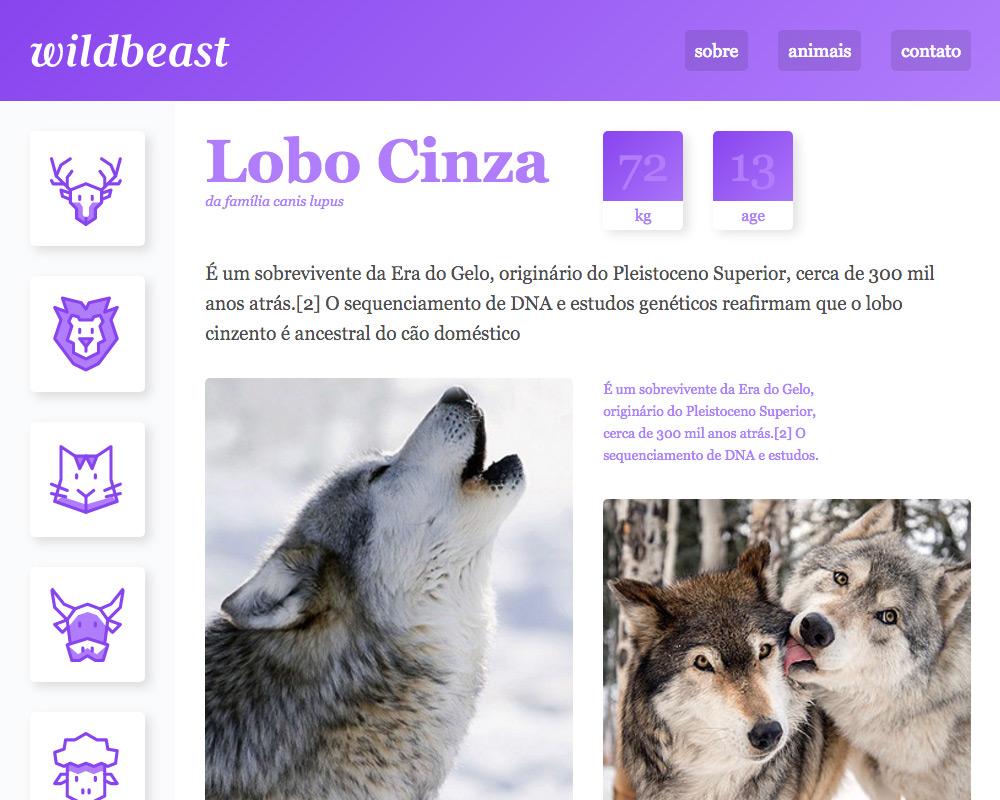 wildbeast
sobre
animais
contato
Lobo Cinza
da família canis lupus
72
kg
13
age
É um sobrevivente da Era do Gelo, originário do Pleistoceno Superior, cerca de 300 mil
anos atrás.[2] O sequenciamento de DNA e estudos genéticos reafirmam que o lobo
cinzento é ancestral do cão doméstico
É um sobrevivente da Era do Gelo,
originário do Pleistoceno Superior,
cerca de 300 mil anos atrás.[2] O
sequenciamento de DNA e estudos.